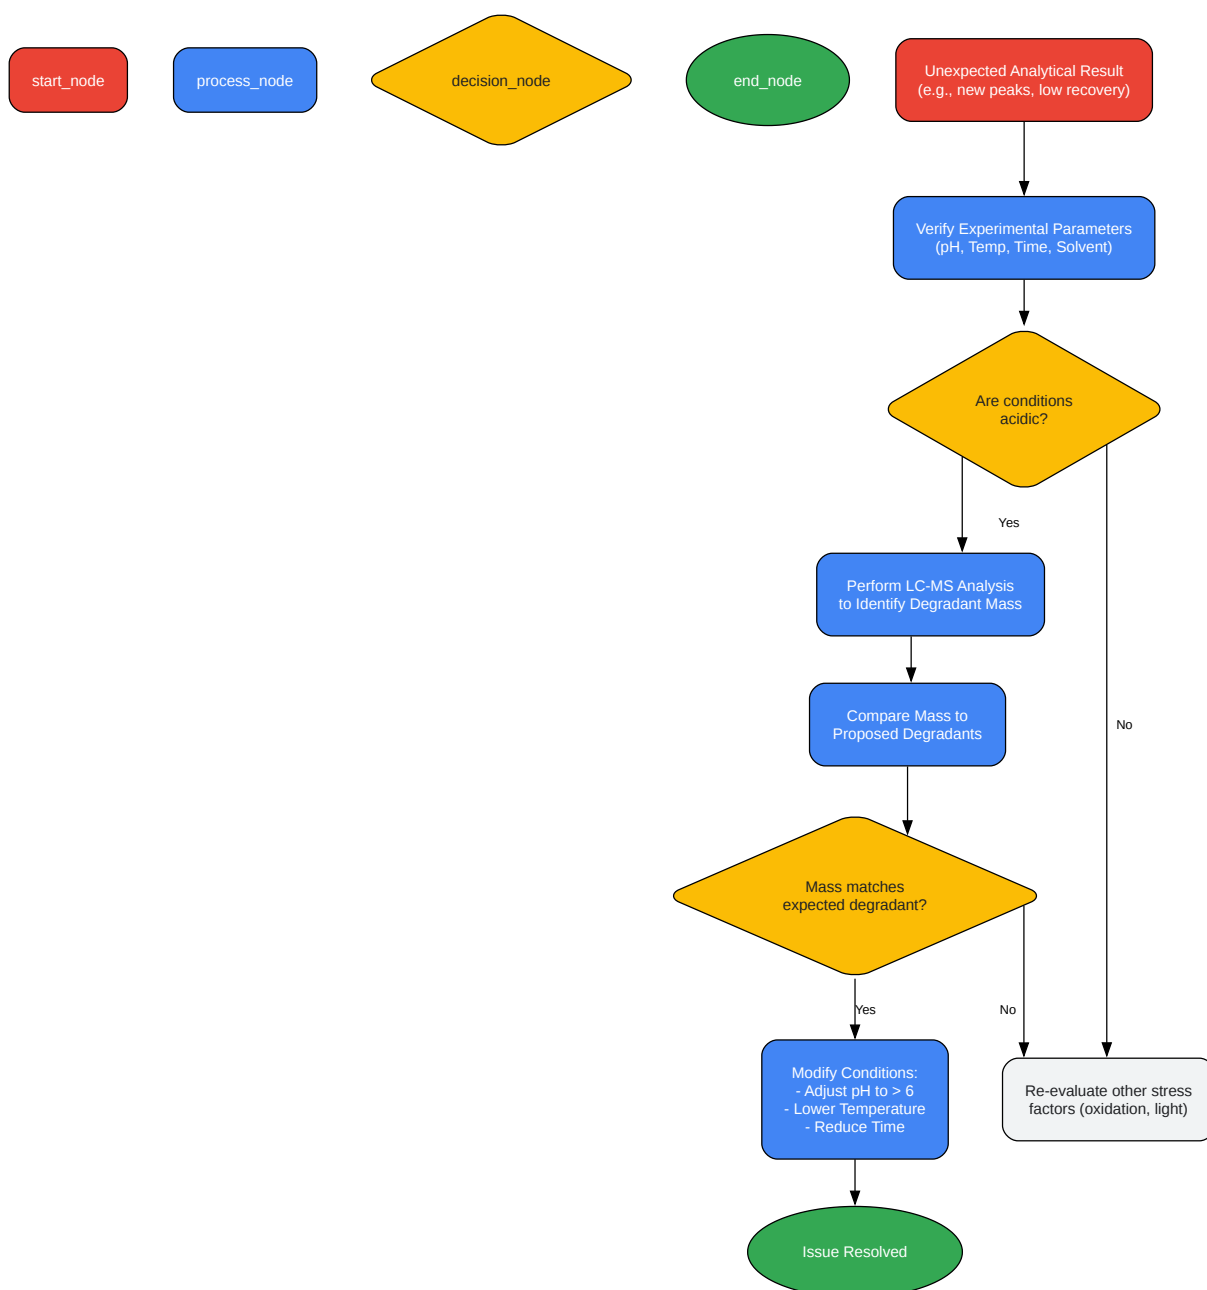 start_node
process_node
decision_node
end_node
Unexpected Analytical Result
(e.g., new peaks, low recovery)
Verify Experimental Parameters
(pH, Temp, Time, Solvent)
Are conditions
acidic?
Yes
Perform LC-MS Analysis
to Identify Degradant Mass
Compare Mass to
Proposed Degradants
No
Mass matches
expected degradant?
Yes
No
Modify Conditions:
- Adjust pH to > 6
- Lower Temperature
- Reduce Time
Re-evaluate other stress
factors (oxidation, light)
Issue Resolved